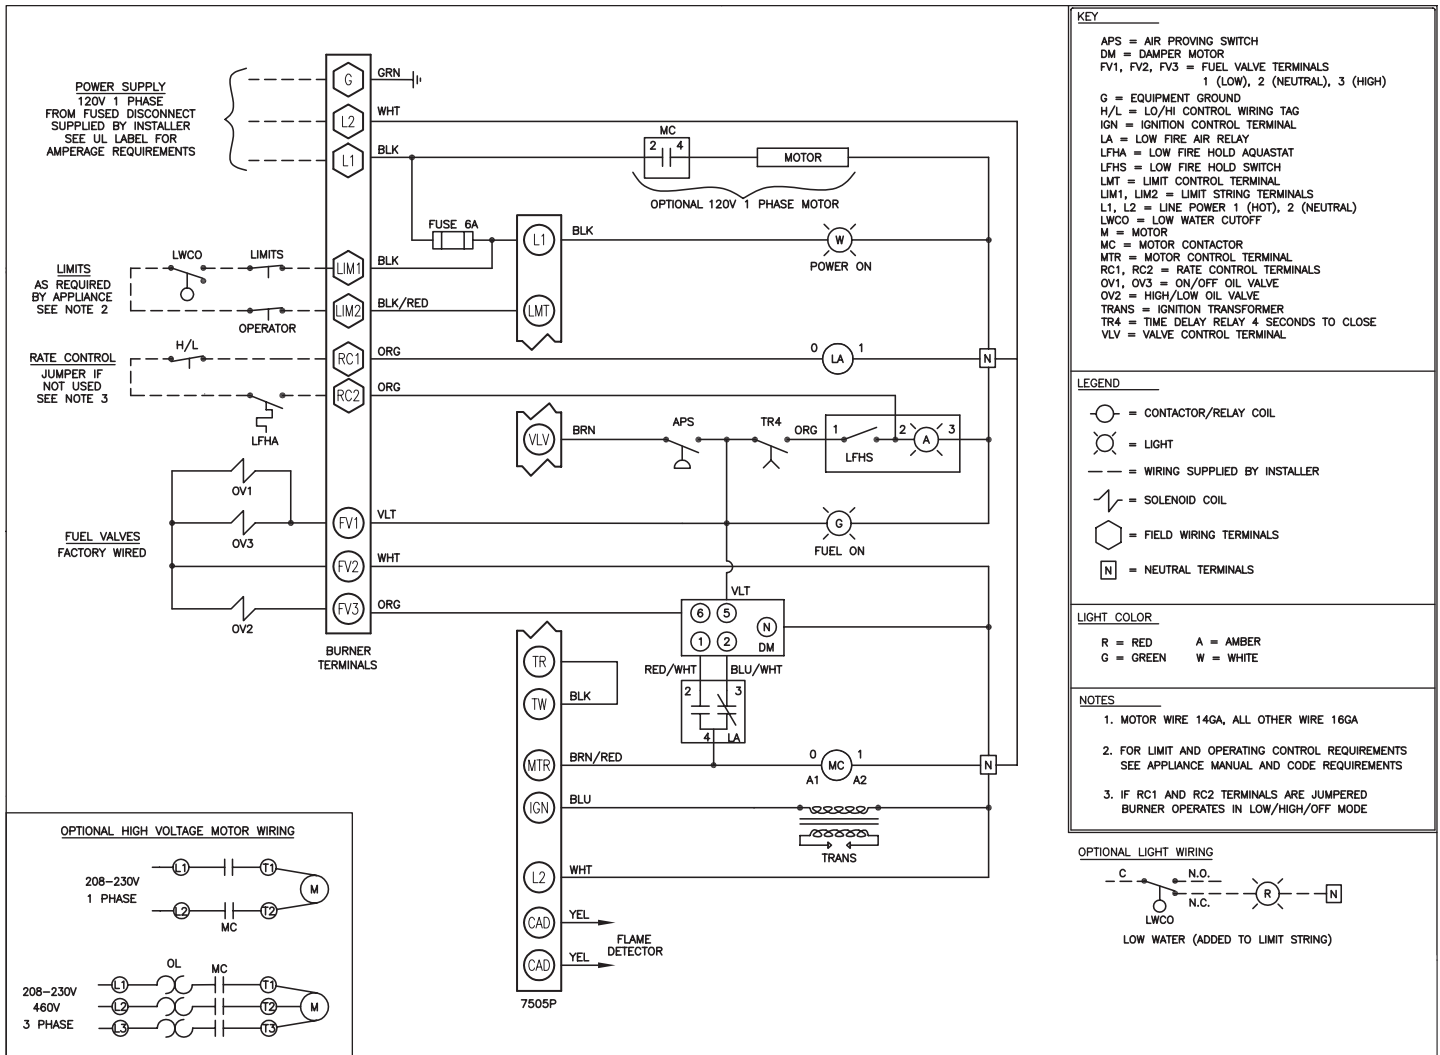 POWER SUPPLY
120V 1 PHASE
FROM FUSED DISCONNECT
SUPPLIED BY INSTALLER
SEE UL LABEL FOR
AMPERAGE REQUIREMENTS
G
GRN
L2
WHT
L1
BLK
MC
2 4
MOTOR
OPTIONAL 120V 1 PHASE MOTOR
FUSE 6A
L1
BLK
W
POWER ON
LIMITS
AS REQUIRED
BY APPLIANCE
SEE NOTE 2
LWCO
LIMITS
OPERATOR
LIM1
BLK
LIM2
BLK/RED
LMT
RATE CONTROL
JUMPER IF
NOT USED
SEE NOTE 3
H/L
LFHA
RC1
ORG
0 LA 1
N
RC2
ORG
VLV
BRN
APS
TR4
ORG
1
LFHS
2
A
3
FUEL VALVES
FACTORY WIRED
OV1
OV3
OV2
FV1
VLT
G
FUEL ON
FV2
WHT
FV3
ORG
BURNER
TERMINALS
VLT
6 5
N
1 2
DM
RED/WHT
BLU/WHT
2 3
4 LA
TR
TW
BLK
MTR
BRN/RED
0 MC 1
A1 A2
N
IGN
BLU
TRANS
L2
WHT
CAD
YEL
CAD
YEL
FLAME
DETECTOR
7505P
OPTIONAL HIGH VOLTAGE MOTOR WIRING
208-230V
1 PHASE
L1 T1
M
L2 T2
MC
208-230V
460V
3 PHASE
OL
MC
L1 T1
L2 T2
M
L3 T3
KEY
APS = AIR PROVING SWITCH
DM = DAMPER MOTOR
FV1, FV2, FV3 = FUEL VALVE TERMINALS
1 (LOW), 2 (NEUTRAL), 3 (HIGH)
G = EQUIPMENT GROUND
H/L = LO/HI CONTROL WIRING TAG
IGN = IGNITION CONTROL TERMINAL
LA = LOW FIRE AIR RELAY
LFHA = LOW FIRE HOLD AQUASTAT
LFHS = LOW FIRE HOLD SWITCH
LMT = LIMIT CONTROL TERMINAL
LIM1, LIM2 = LIMIT STRING TERMINALS
L1, L2 = LINE POWER 1 (HOT), 2 (NEUTRAL)
LWCO = LOW WATER CUTOFF
M = MOTOR
MC = MOTOR CONTACTOR
MTR = MOTOR CONTROL TERMINAL
RC1, RC2 = RATE CONTROL TERMINALS
OV1, OV3 = ON/OFF OIL VALVE
OV2 = HIGH/LOW OIL VALVE
TRANS = IGNITION TRANSFORMER
TR4 = TIME DELAY RELAY 4 SECONDS TO CLOSE
VLV = VALVE CONTROL TERMINAL
LEGEND
= CONTACTOR/RELAY COIL
= LIGHT
= WIRING SUPPLIED BY INSTALLER
= SOLENOID COIL
= FIELD WIRING TERMINALS
N = NEUTRAL TERMINALS
LIGHT COLOR
R = RED A = AMBER
G = GREEN W = WHITE
NOTES
1. MOTOR WIRE 14GA, ALL OTHER WIRE 16GA
2. FOR LIMIT AND OPERATING CONTROL REQUIREMENTS
SEE APPLIANCE MANUAL AND CODE REQUIREMENTS
3. IF RC1 AND RC2 TERMINALS ARE JUMPERED
BURNER OPERATES IN LOW/HIGH/OFF MODE
OPTIONAL LIGHT WIRING
C
N.O.
N.C.
LWCO
R
N
LOW WATER (ADDED TO LIMIT STRING)